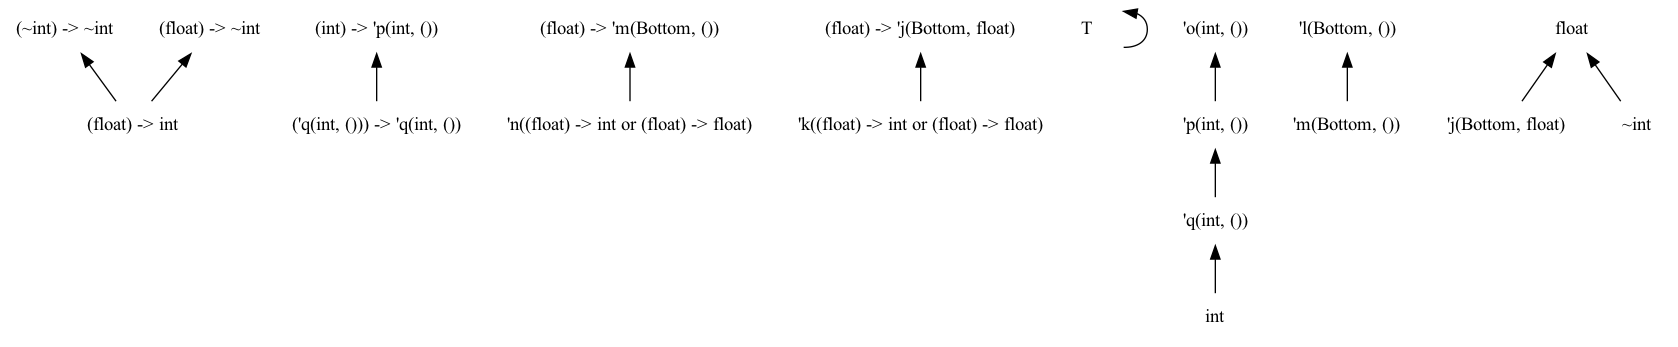 (~int) -> ~int
(float) -> ~int
(int) -> 'p(int, ())
(float) -> 'm(Bottom, ())
(float) -> 'j(Bottom, float)
T
'o(int, ())
'l(Bottom, ())
float
(float) -> int
('q(int, ())) -> 'q(int, ())
'n((float) -> int or (float) -> float)
'k((float) -> int or (float) -> float)
'p(int, ())
'm(Bottom, ())
'j(Bottom, float)
~int
'q(int, ())
int